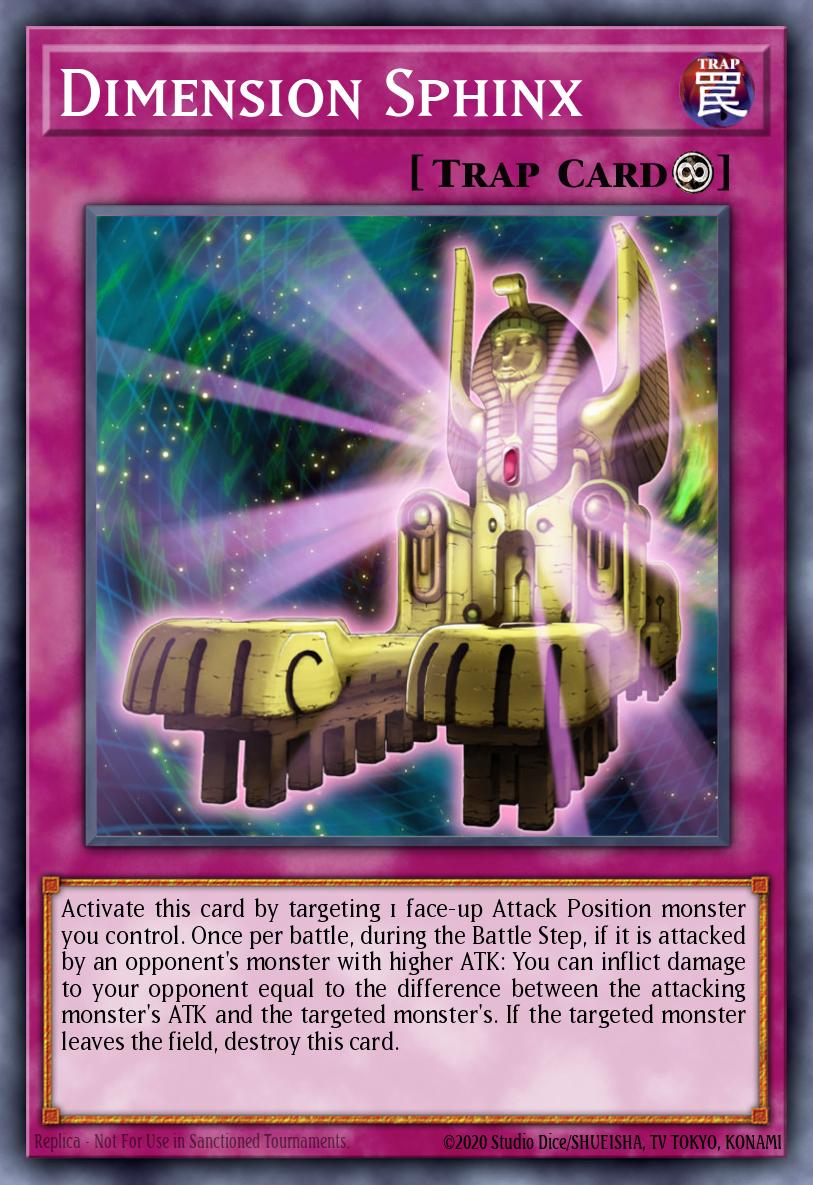 Dimension Sphinx
TRAP
罠
[Trap Card]
Activate this card by targeting 1 face-up Attack Position monster
you control. Once per battle, during the Battle Step, if it is attacked
by an opponent's monster with higher ATK: You can inflict damage
to your opponent equal to the difference between the attacking
monster's ATK and the targeted monster's. If the targeted monster
leaves the field, destroy this card.
Replica - Not For Use in Sanctioned Tournaments.
©2020 Studio Dice/SHUEISHA, TV TOKYO, KONAMI